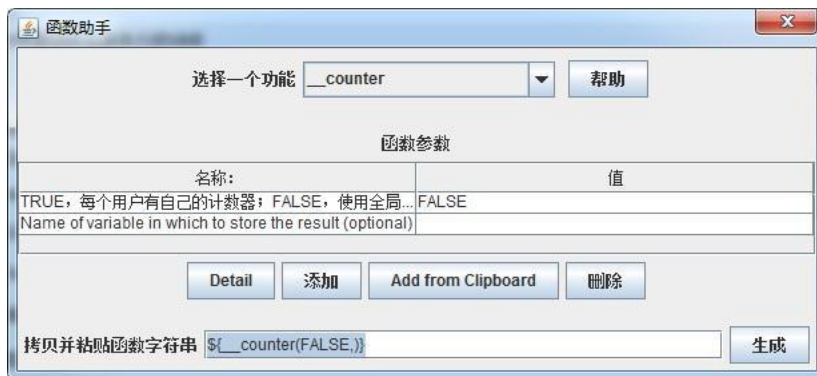 函数助手
选择一个功能 __counter 帮助
函数参数
名称: 值
TRUE，每个用户有自己的计数器；FALSE，使用全局... FALSE
Name of variable in which to store the result (optional)
Detail 添加 Add from Clipboard 删除
拷贝并粘贴函数字符串 ${__counter(FALSE,)} 生成